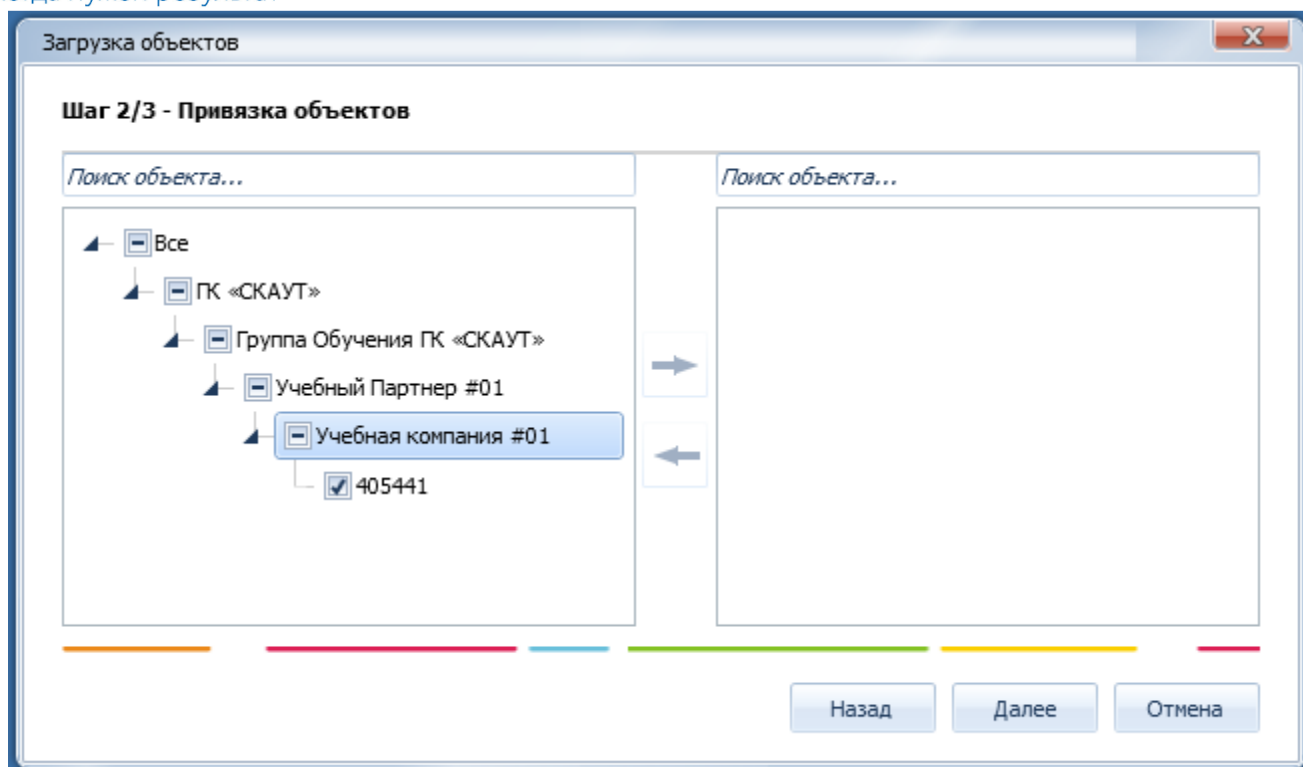 Загрузка объектов
Шаг 2/3 - Привязка объектов
Поиск объекта...
Поиск объекта...
Все
ГК «СКАУТ»
Группа Обучения ГК «СКАУТ»
Учебный Партнер #01
Учебная компания #01
405441
Назад Далее Отмена